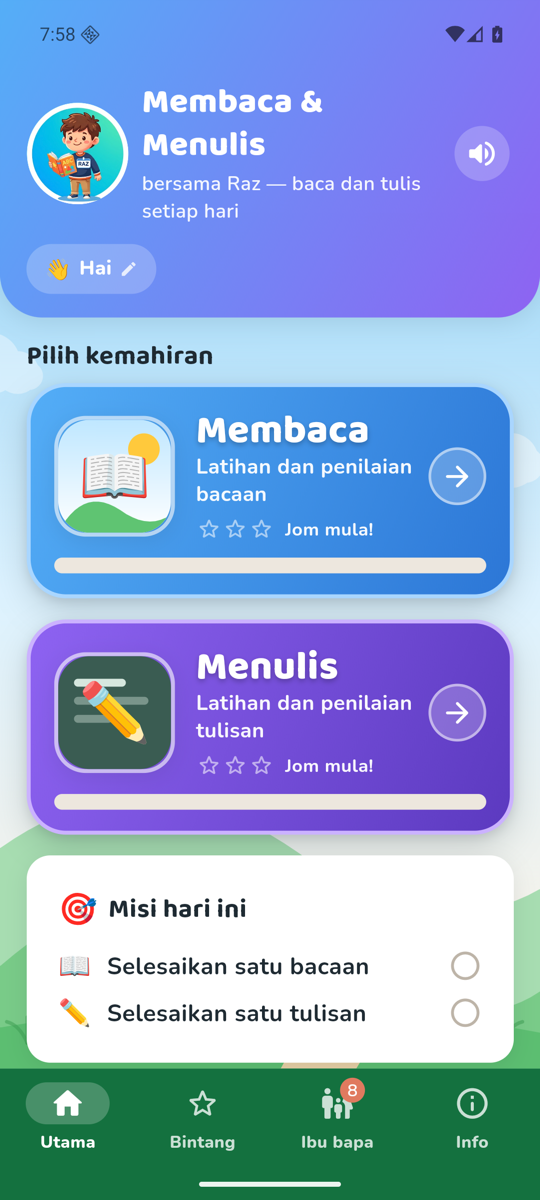 7:58
Membaca &
Menulis
bersama Raz — baca dan tulis
setiap hari
RAZ
👋 Hai
Pilih kemahiran
Membaca
Latihan dan penilaian
bacaan
Jom mula!
Menulis
Latihan dan penilaian
tulisan
Jom mula!
Misi hari ini
Selesaikan satu bacaan
Selesaikan satu tulisan
8
Utama
Bintang
Ibu bapa
Info